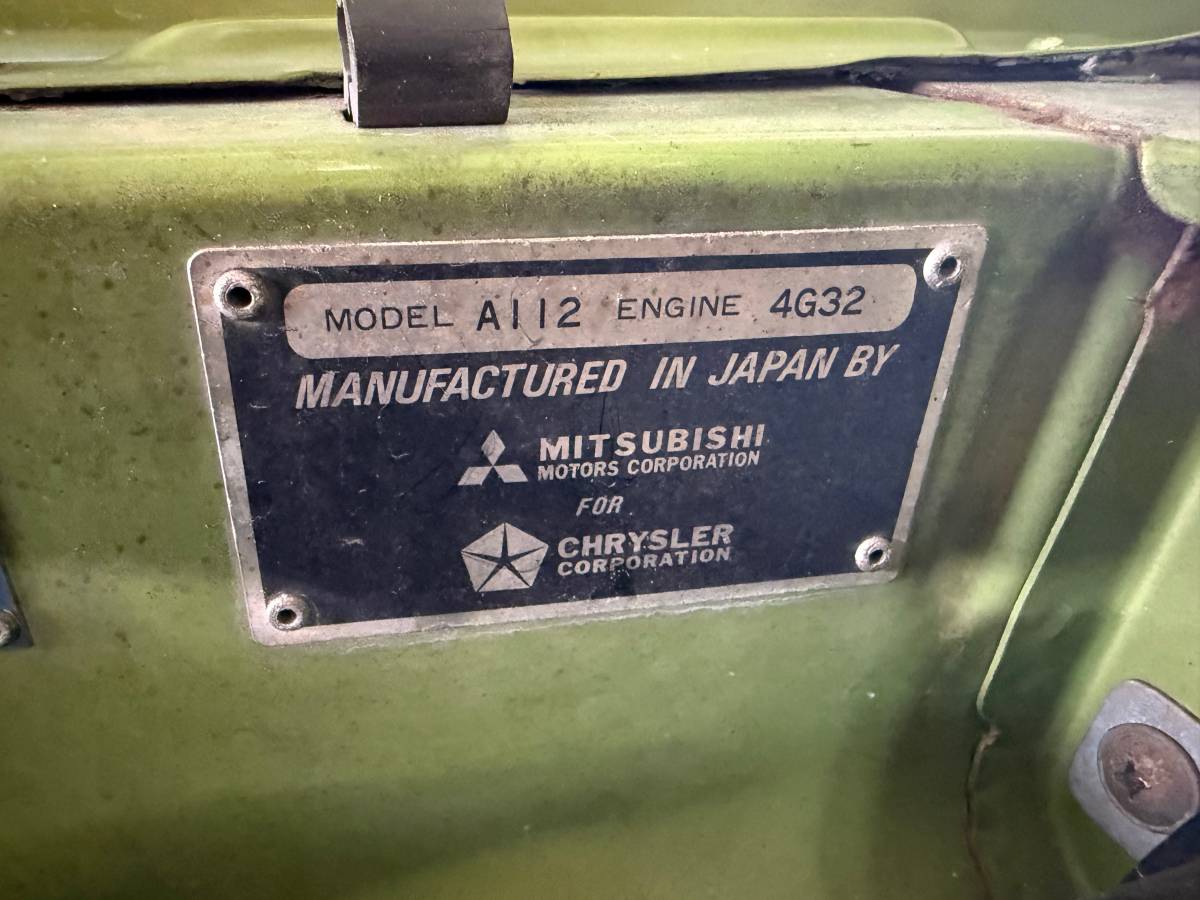 MODEL A112 ENGINE 4G32
MANUFACTURED IN JAPAN BY
MITSUBISHI
MOTORS CORPORATION
FOR
CHRYSLER
CORPORATION